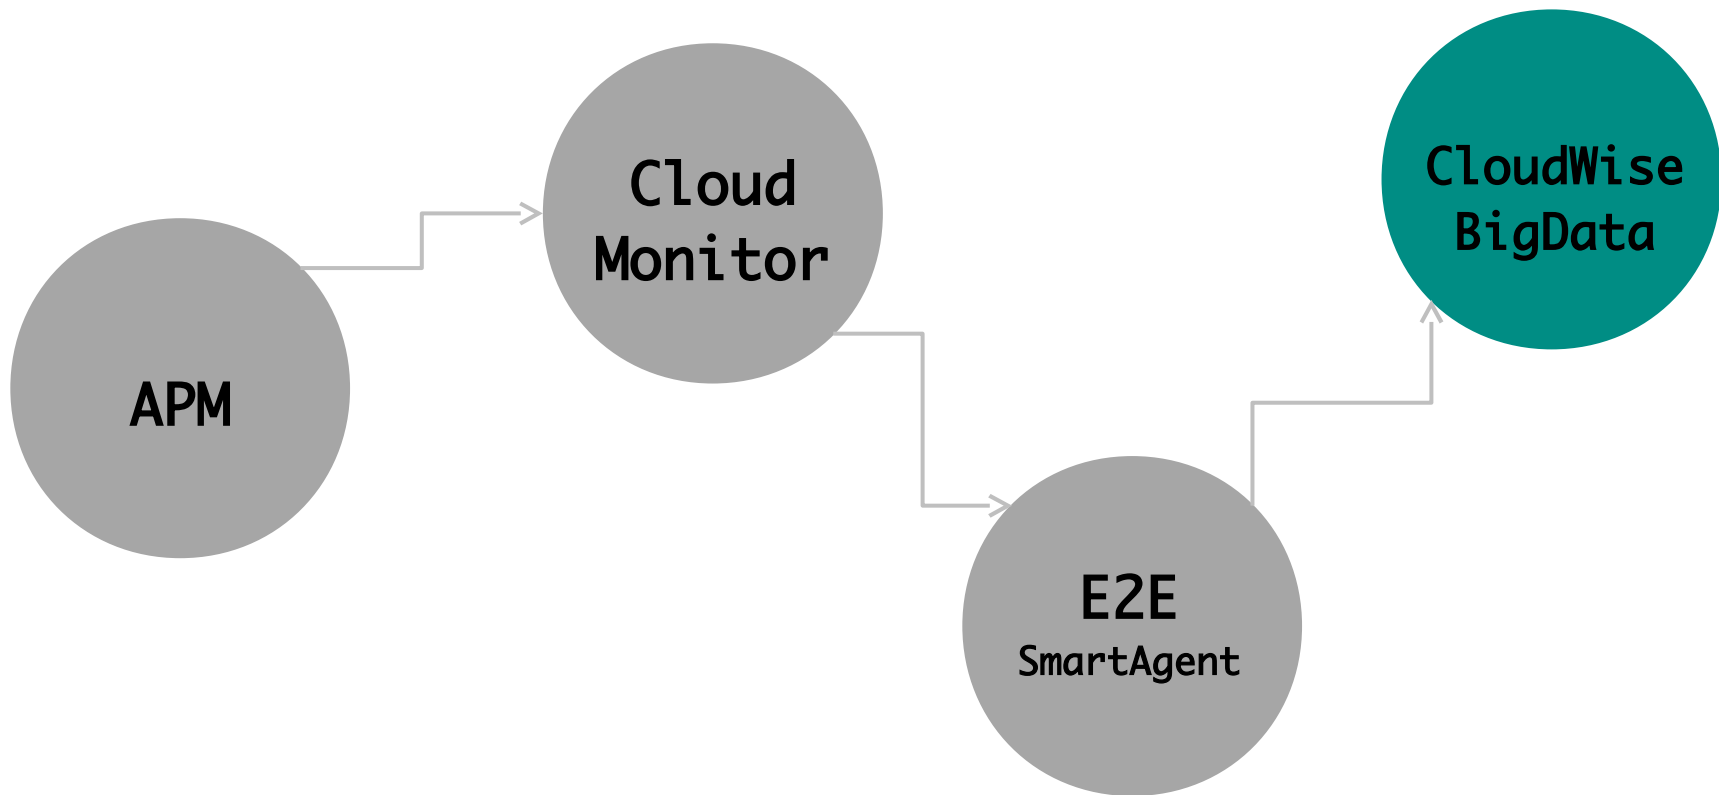 APM
Cloud
Monitor
E2E
SmartAgent
CloudWise
BigData